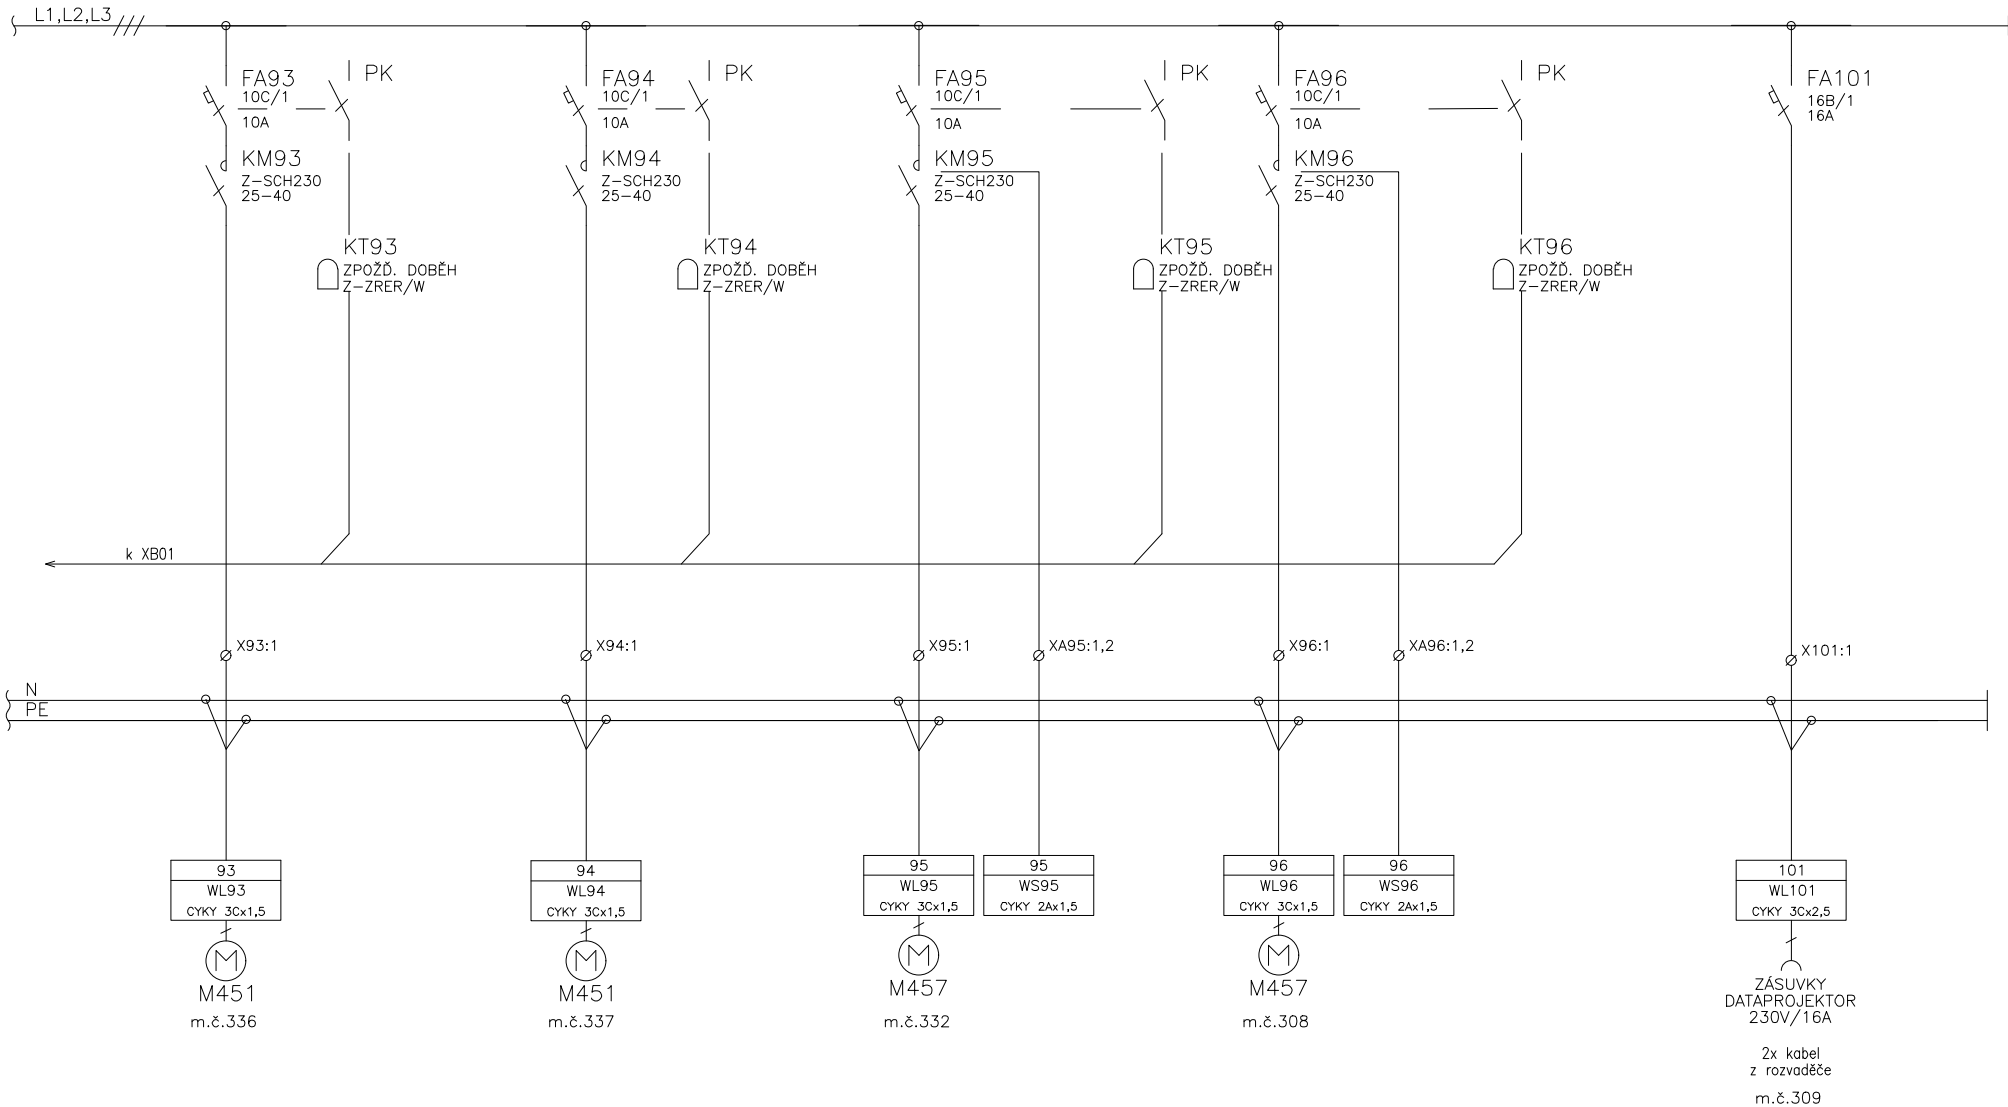 L1,L2,L3
FA93
10C/1
10A
PK
FA94
10C/1
10A
PK
FA95
10C/1
10A
PK
FA96
10C/1
10A
PK
FA101
16B/1
16A
KM93
Z-SCH230
25-40
KM94
Z-SCH230
25-40
KM95
Z-SCH230
25-40
KM96
Z-SCH230
25-40
KT93
ZPOŽĎ. DOBĚH
Z-ZRER/W
KT94
ZPOŽĎ. DOBĚH
Z-ZRER/W
KT95
ZPOŽĎ. DOBĚH
Z-ZRER/W
KT96
ZPOŽĎ. DOBĚH
Z-ZRER/W
k XB01
X93:1
X94:1
X95:1
XA95:1,2
X96:1
XA96:1,2
X101:1
N
PE
93
WL93
CYKY 3Cx1,5
M
M451
m.č.336
94
WL94
CYKY 3Cx1,5
M
M451
m.č.337
95
WL95
CYKY 3Cx1,5
M
M457
m.č.332
95
WS95
CYKY 2Ax1,5
96
WL96
CYKY 3Cx1,5
M
M457
m.č.308
96
WS96
CYKY 2Ax1,5
101
WL101
CYKY 3Cx2,5
ZÁSUVKY
DATAPROJEKTOR
230V/16A
2x kabel
z rozvaděče
m.č.309